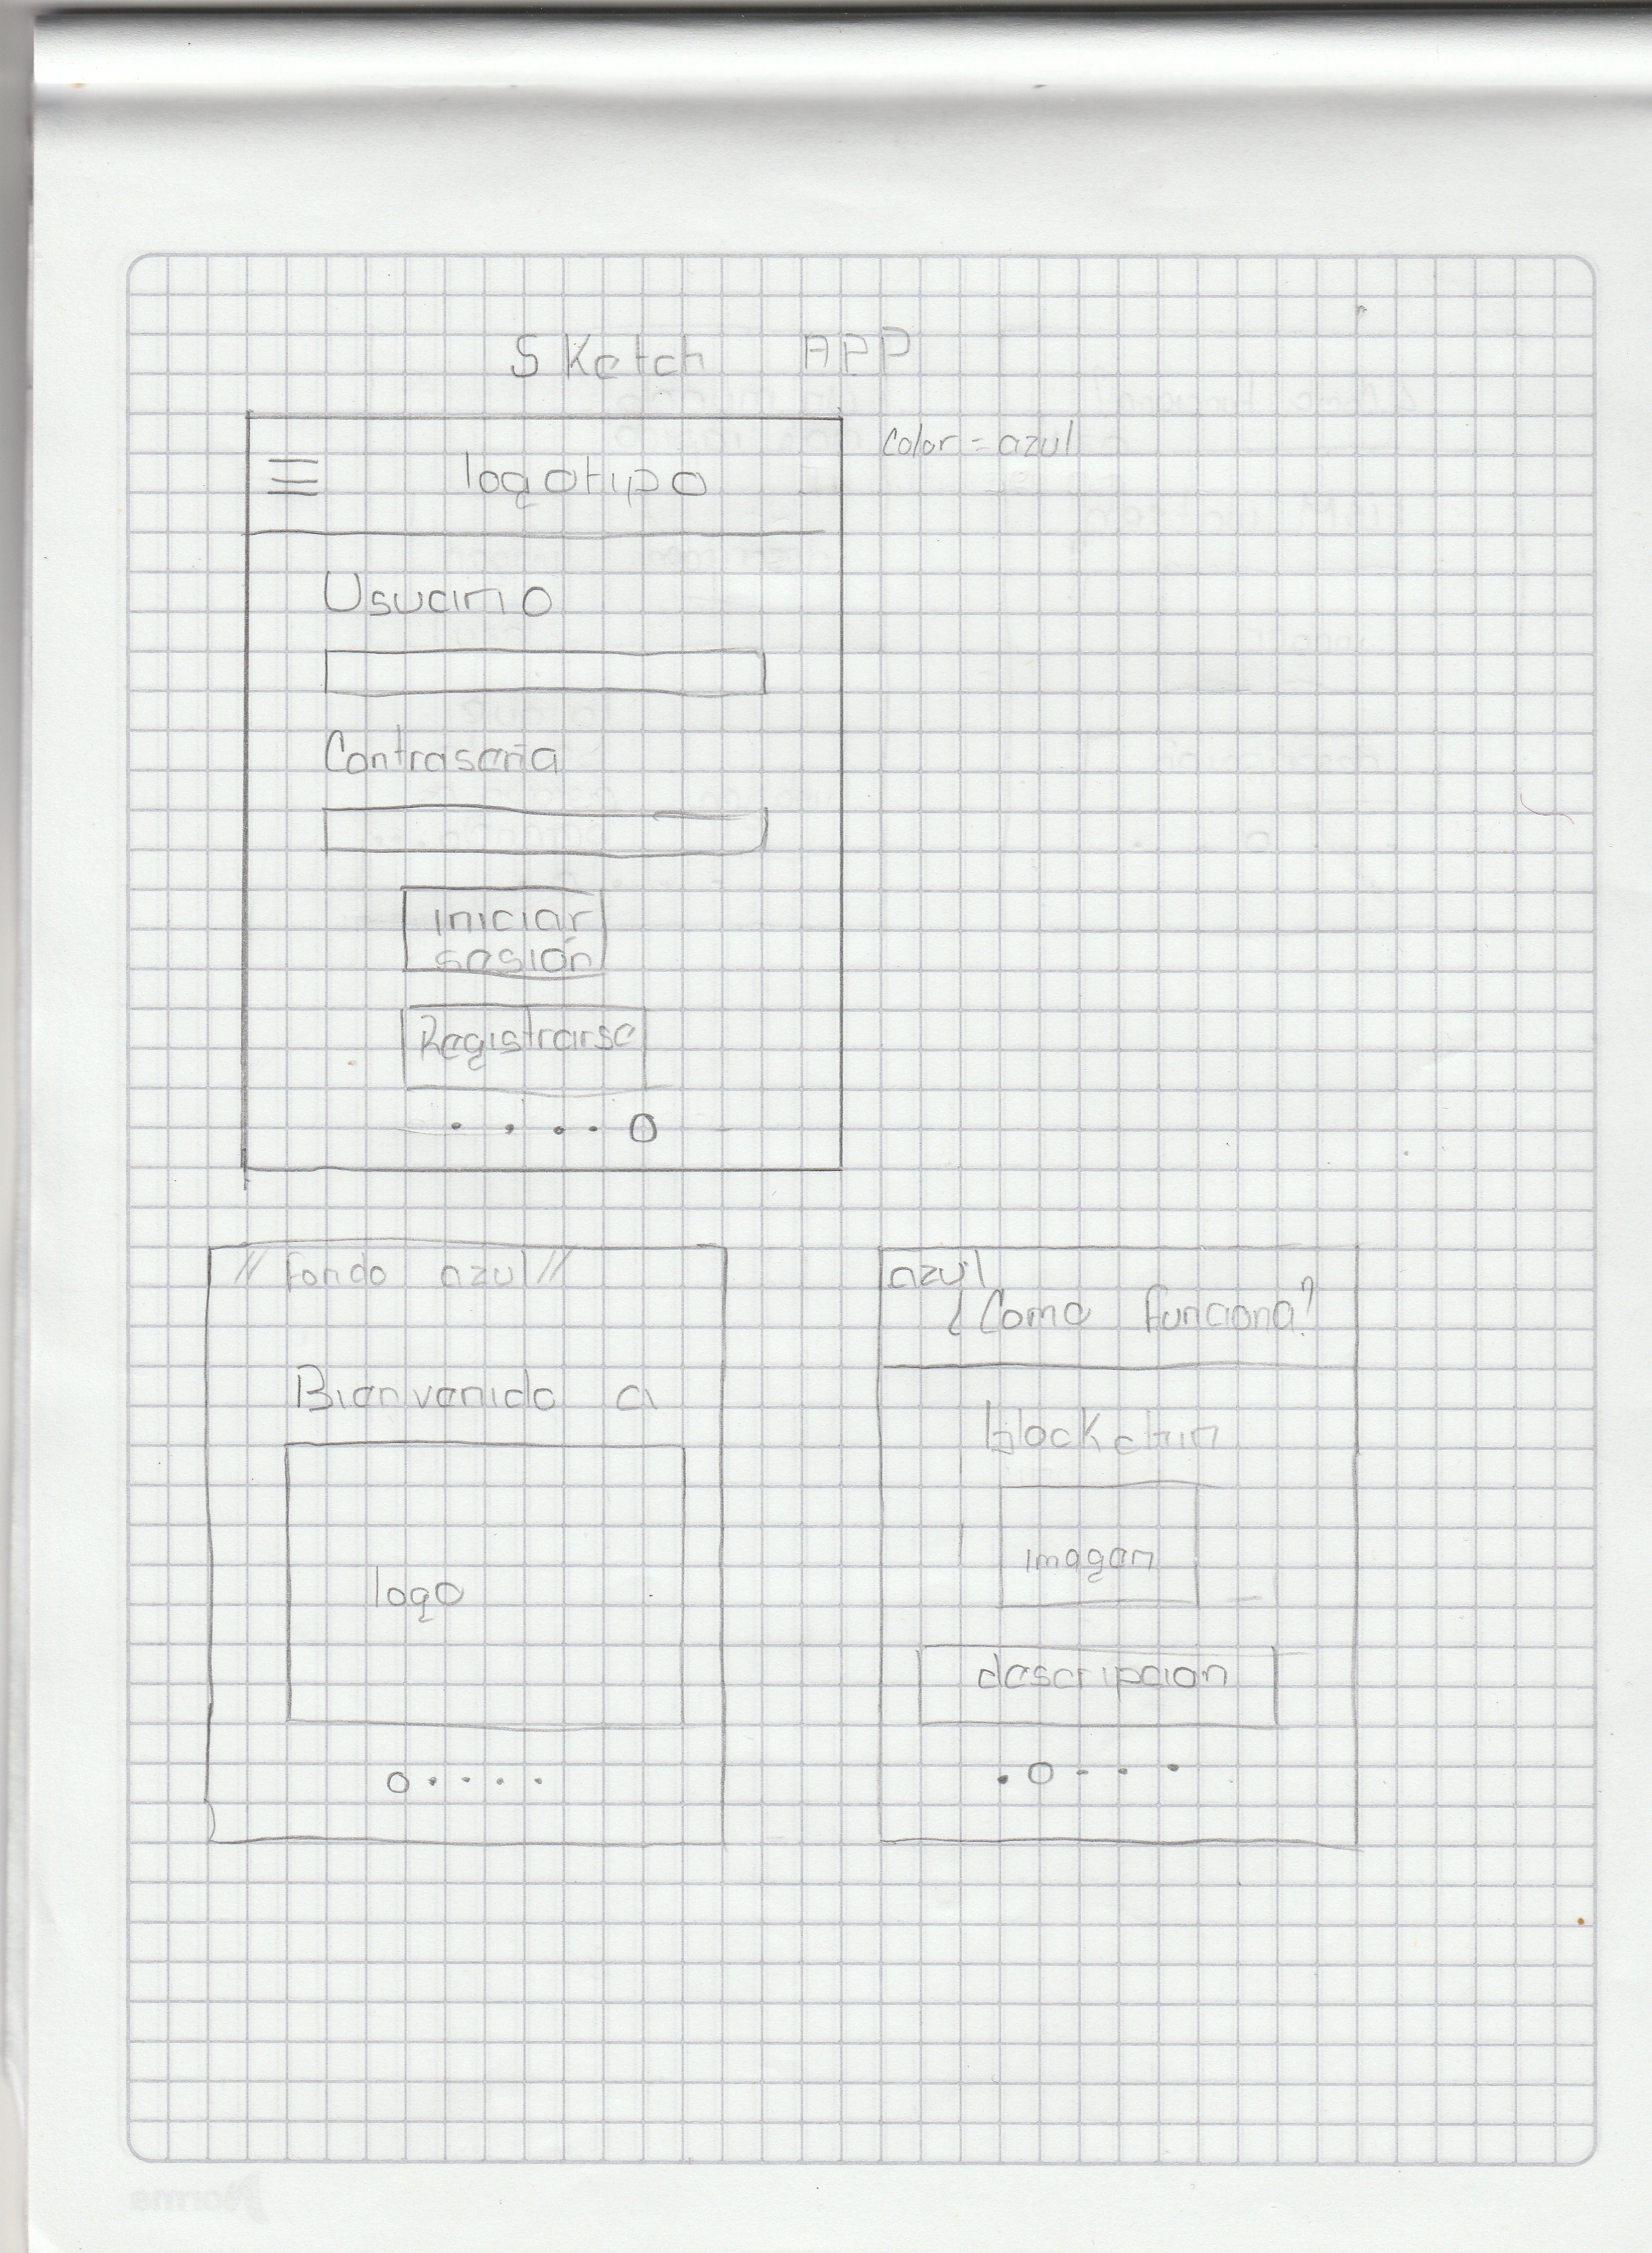 Sketch APP
Color = azul
logotipo
Usuario
Contraseña
iniciar
sesión
Registrarse
// fondo azul //
Bienvenido a
logo
azul
¿Como funciona?
blockchin
imagen
descripcion
Norma